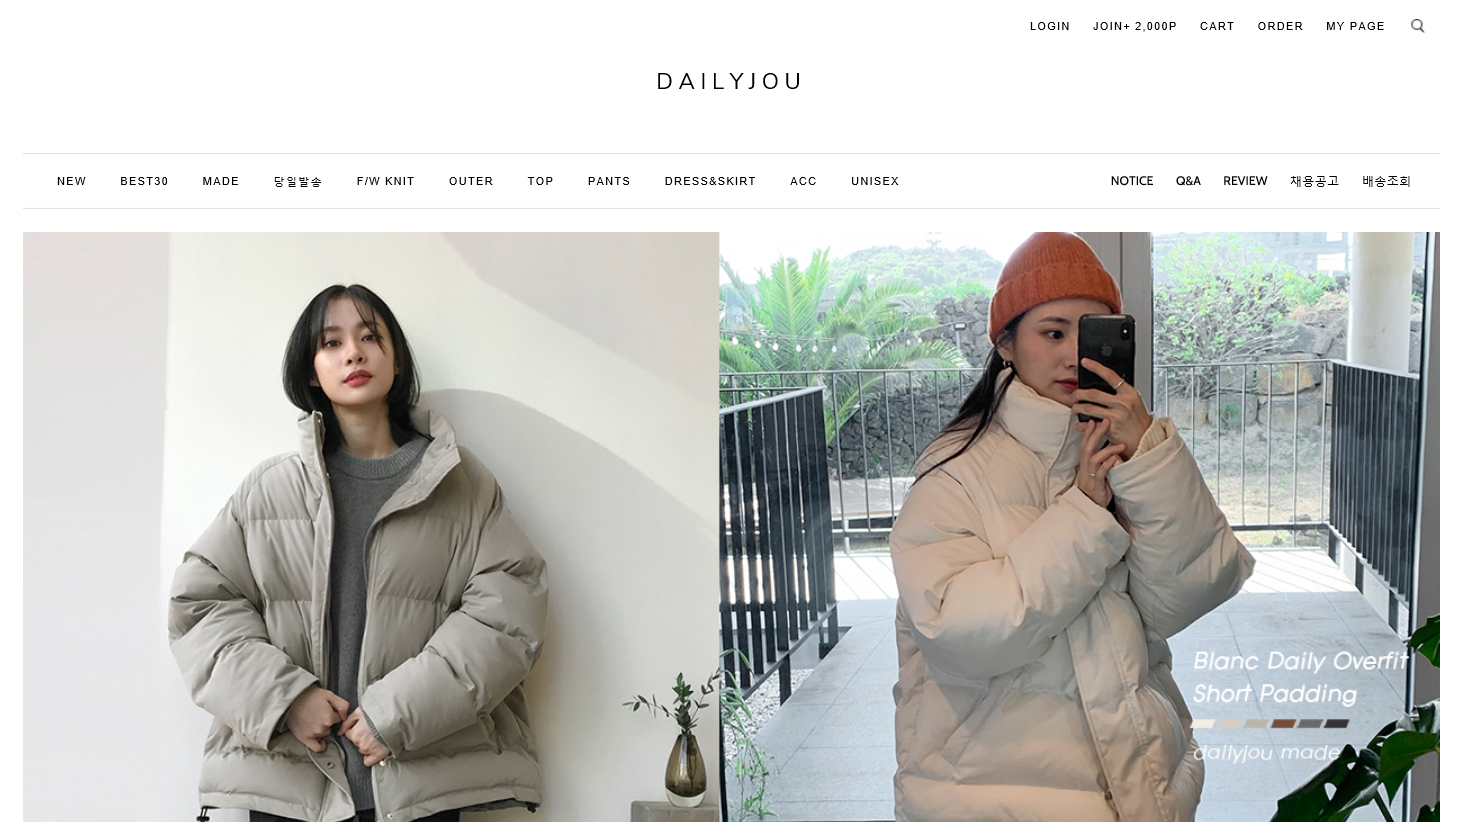 LOGIN JOIN+ 2,000P CART ORDER MY PAGE
DAILYJOU
NEW BEST30 MADE 당일발송 F/W KNIT OUTER TOP PANTS DRESS&SKIRT ACC UNISEX NOTICE Q&A REVIEW 채용공고 배송조회
Blanc Daily Overfit
Short Padding
dailyjou made